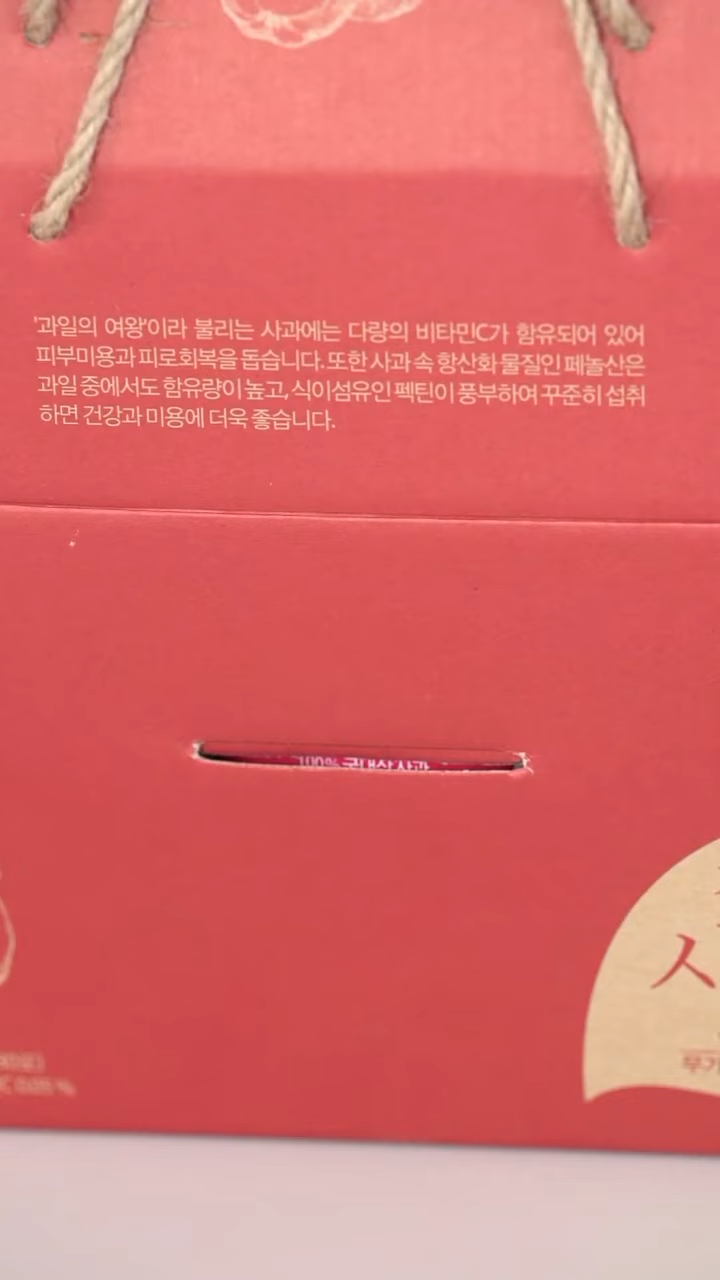 '과일의 여왕'이라 불리는 사과에는 다량의 비타민C가 함유되어 있어
피부미용과 피로회복을 돕습니다. 또한 사과 속 항산화 물질인 페놀산은
과일 중에서도 함유량이 높고, 식이섬유인 펙틴이 풍부하여 꾸준히 섭취
하면 건강과 미용에 더욱 좋습니다.
100% 국내산 사과